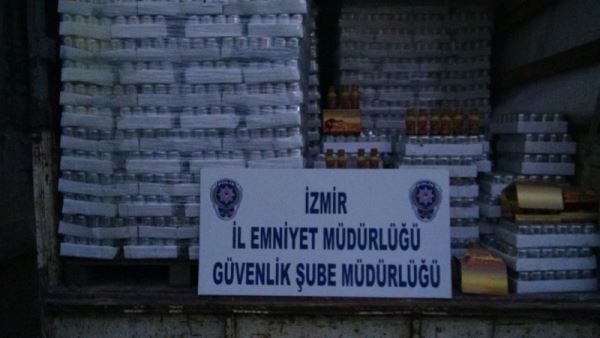 İZMİR
İL EMNİYET MÜDÜRLÜĞÜ
GÜVENLİK ŞUBE MÜDÜRLÜĞÜ